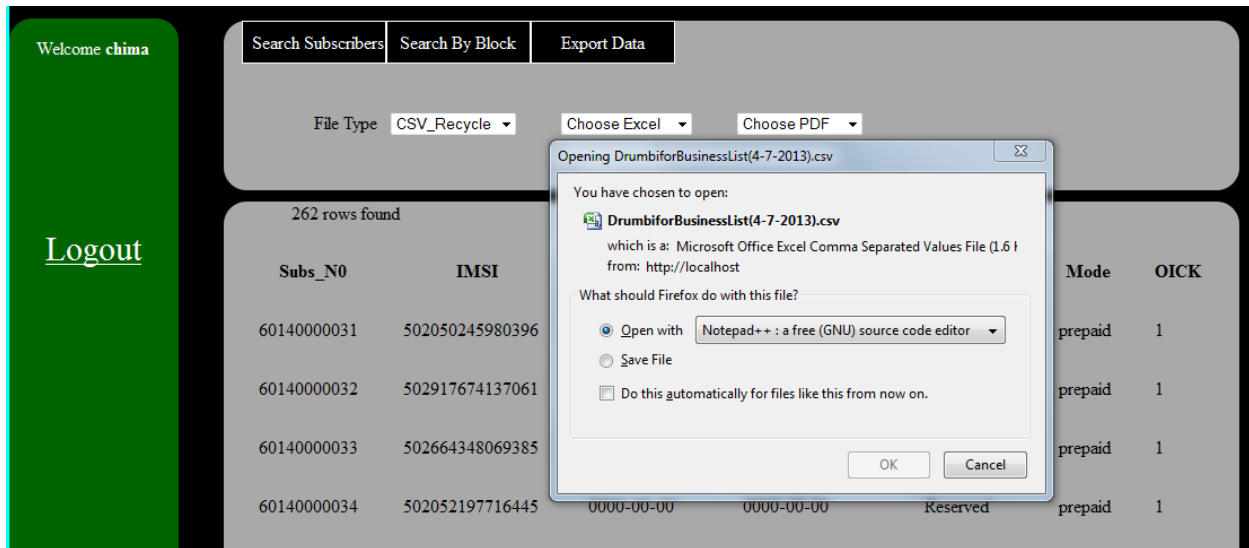 Welcome chima
Logout
Search Subscribers Search By Block Export Data
File Type CSV_Recycle Choose Excel Choose PDF
Opening DrumbiforBusinessList(4-7-2013).csv
You have chosen to open:
DrumbiforBusinessList(4-7-2013).csv
which is a: Microsoft Office Excel Comma Separated Values File (1.6
from: http://localhost
What should Firefox do with this file?
Open with Notepad++ : a free (GNU) source code editor
Save File
Do this automatically for files like this from now on.
OK Cancel
262 rows found
Subs_N0 IMSI Mode OICK
60140000031 502050245980396 prepaid 1
60140000032 502917674137061 prepaid 1
60140000033 502664348069385 prepaid 1
60140000034 502052197716445 0000-00-00 0000-00-00 Reserved prepaid 1